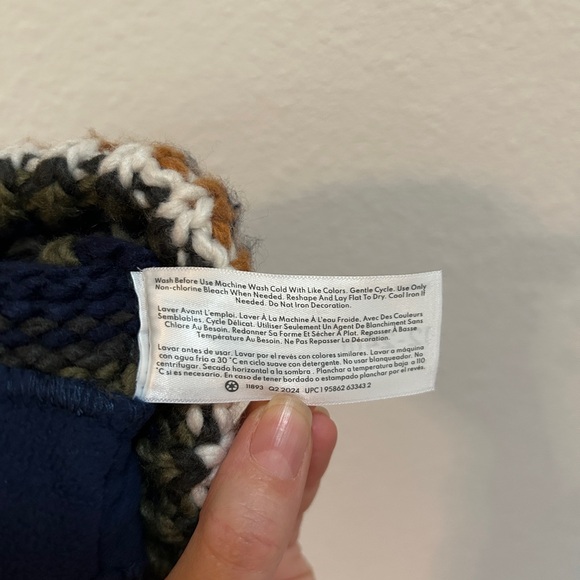 Wash Before Use Machine Wash Cold With Like Colors. Gentle Cycle. Use Only
Non-chlorine Bleach When Needed. Reshape And Lay Flat To Dry. Cool Iron If
Needed. Do Not Iron Decoration.
Laver Avant L'emploi. Laver À La Machine À L'eau Froide. Avec Des Couleurs
Semblables. Cycle Délicat. Utiliser Seulement Un Agent De Blanchiment Sans
Chlore Au Besoin. Redonner Sa Forme Et Sécher À Plat. Repasser À Basse
Température Au Besoin. Ne Pas Repasser La Décoration.
Lavar antes de usar. Lavar por el revés con colores similares. Lavar a máquina
con agua fría a 30 °C en ciclo suave con detergente. No usar blanqueador. No
centrifugar. Secado horizontal a la sombra. Planchar a temperatura baja a 110
°C si es necesario. En caso de tener bordado o estampado planchar por el revés.
11893 Q2 2024 UPC 1 95862 63343 2